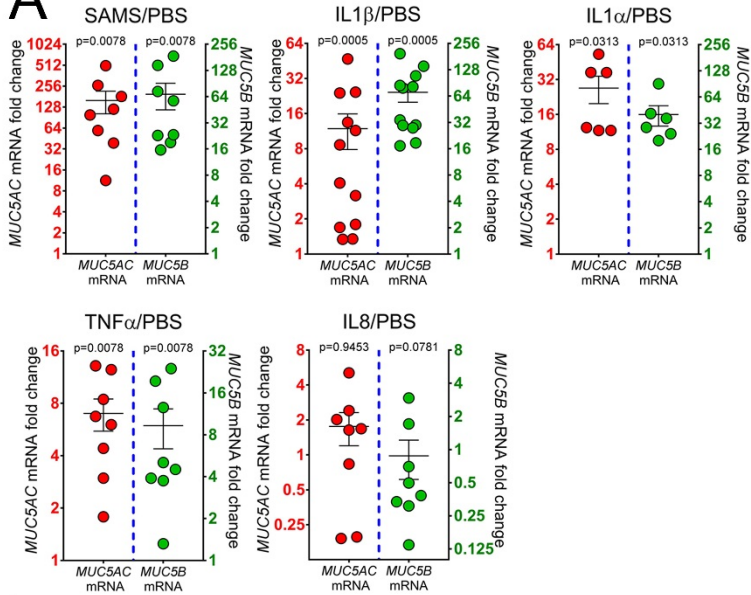 A
SAMS/PBS
p=0.0078 p=0.0078
MUC5AC mRNA fold change
1024
512
256
128
64
32
16
8
4
2
1
256
128
64
32
16
8
4
2
1
MUC5B mRNA fold change
MUC5AC mRNA
MUC5B mRNA
IL1β/PBS
p=0.0005 p=0.0005
MUC5AC mRNA fold change
64
32
16
8
4
2
1
256
128
64
32
16
8
4
2
1
MUC5B mRNA fold change
MUC5AC mRNA
MUC5B mRNA
IL1α/PBS
p=0.0313 p=0.0313
MUC5AC mRNA fold change
64
32
16
8
4
2
1
256
128
64
32
16
8
4
2
1
MUC5B mRNA fold change
MUC5AC mRNA
MUC5B mRNA
TNFα/PBS
p=0.0078 p=0.0078
MUC5AC mRNA fold change
16
8
4
2
1
32
16
8
4
2
1
MUC5B mRNA fold change
MUC5AC mRNA
MUC5B mRNA
IL8/PBS
p=0.9453 p=0.0781
MUC5AC mRNA fold change
8
4
2
1
0.5
0.25
8
4
2
1
0.5
0.25
0.125
MUC5B mRNA fold change
MUC5AC mRNA
MUC5B mRNA